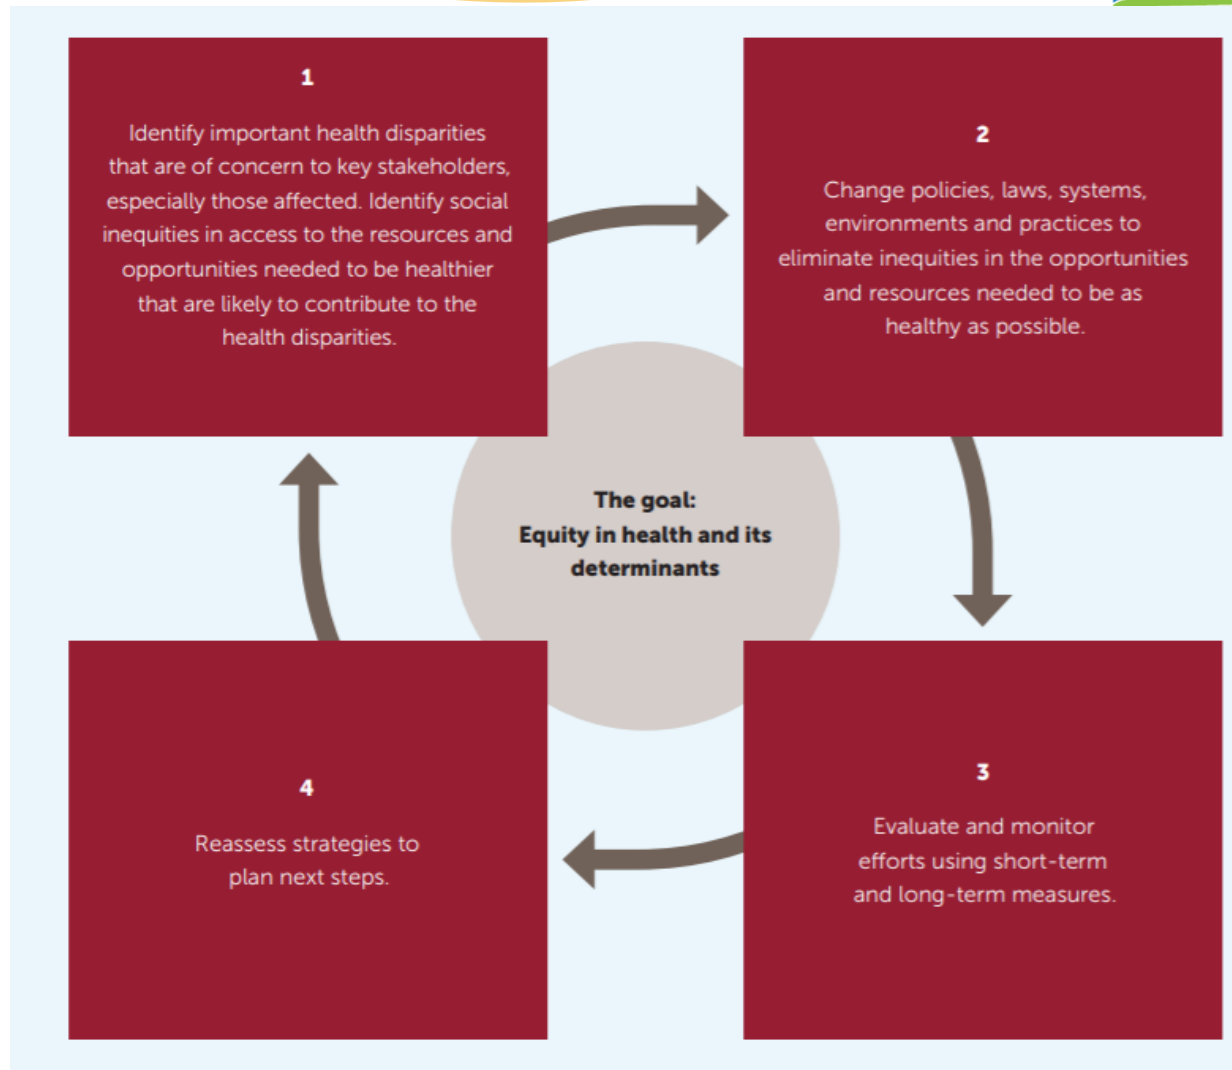 1
Identify important health disparities
that are of concern to key stakeholders,
especially those affected. Identify social
inequities in access to the resources and
opportunities needed to be healthier
that are likely to contribute to the
health disparities.
2
Change policies, laws, systems,
environments and practices to
eliminate inequities in the opportunities
and resources needed to be as
healthy as possible.
The goal:
Equity in health and its
determinants
3
Evaluate and monitor
efforts using short-term
and long-term measures.
4
Reassess strategies to
plan next steps.